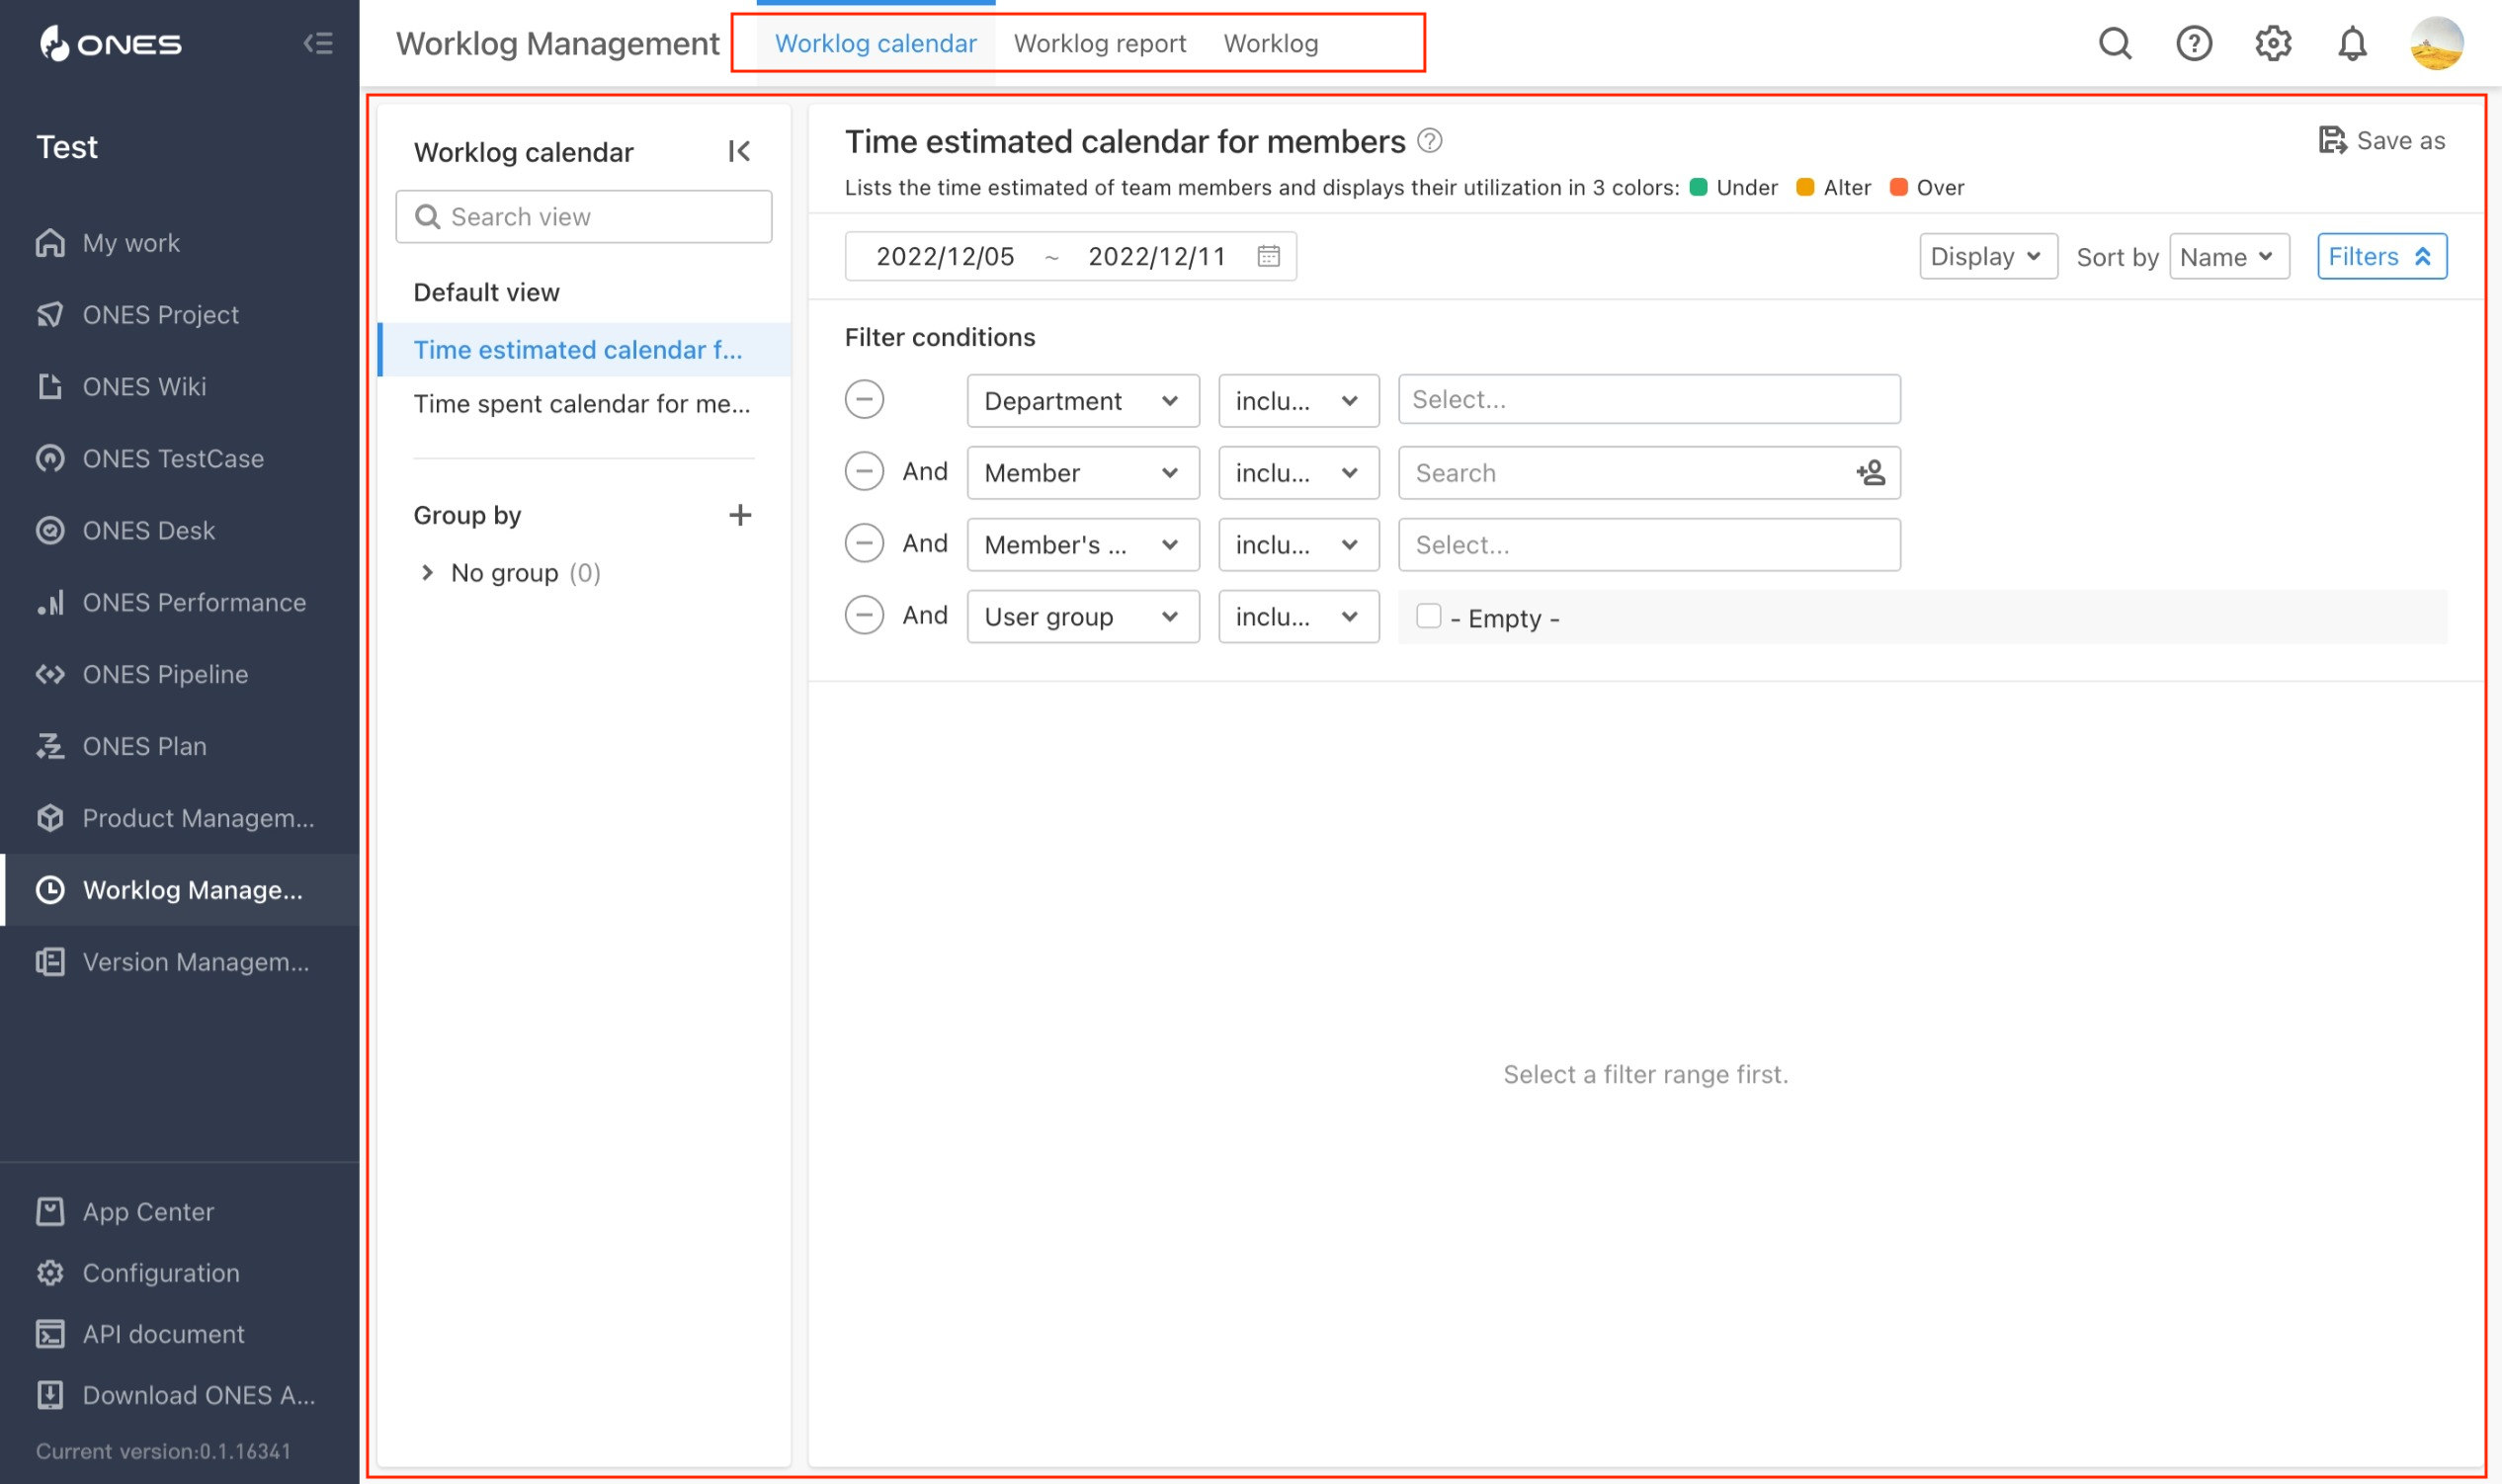 ONES
Test
My work
ONES Project
ONES Wiki
ONES TestCase
ONES Desk
ONES Performance
ONES Pipeline
ONES Plan
Product Managem...
Worklog Manage...
Version Managem...
App Center
Configuration
API document
Download ONES A...
Current version:0.1.16341
Worklog Management Worklog calendar Worklog report Worklog
Worklog calendar
Search view
Default view
Time estimated calendar f...
Time spent calendar for me...
Group by
No group (0)
Time estimated calendar for members
Save as
Lists the time estimated of team members and displays their utilization in 3 colors: Under Alter Over
2022/12/05 ~ 2022/12/11 Display Sort by Name Filters
Filter conditions
Department inclu... Select...
And Member inclu... Search
And Member's ... inclu... Select...
And User group inclu... - Empty -
Select a filter range first.